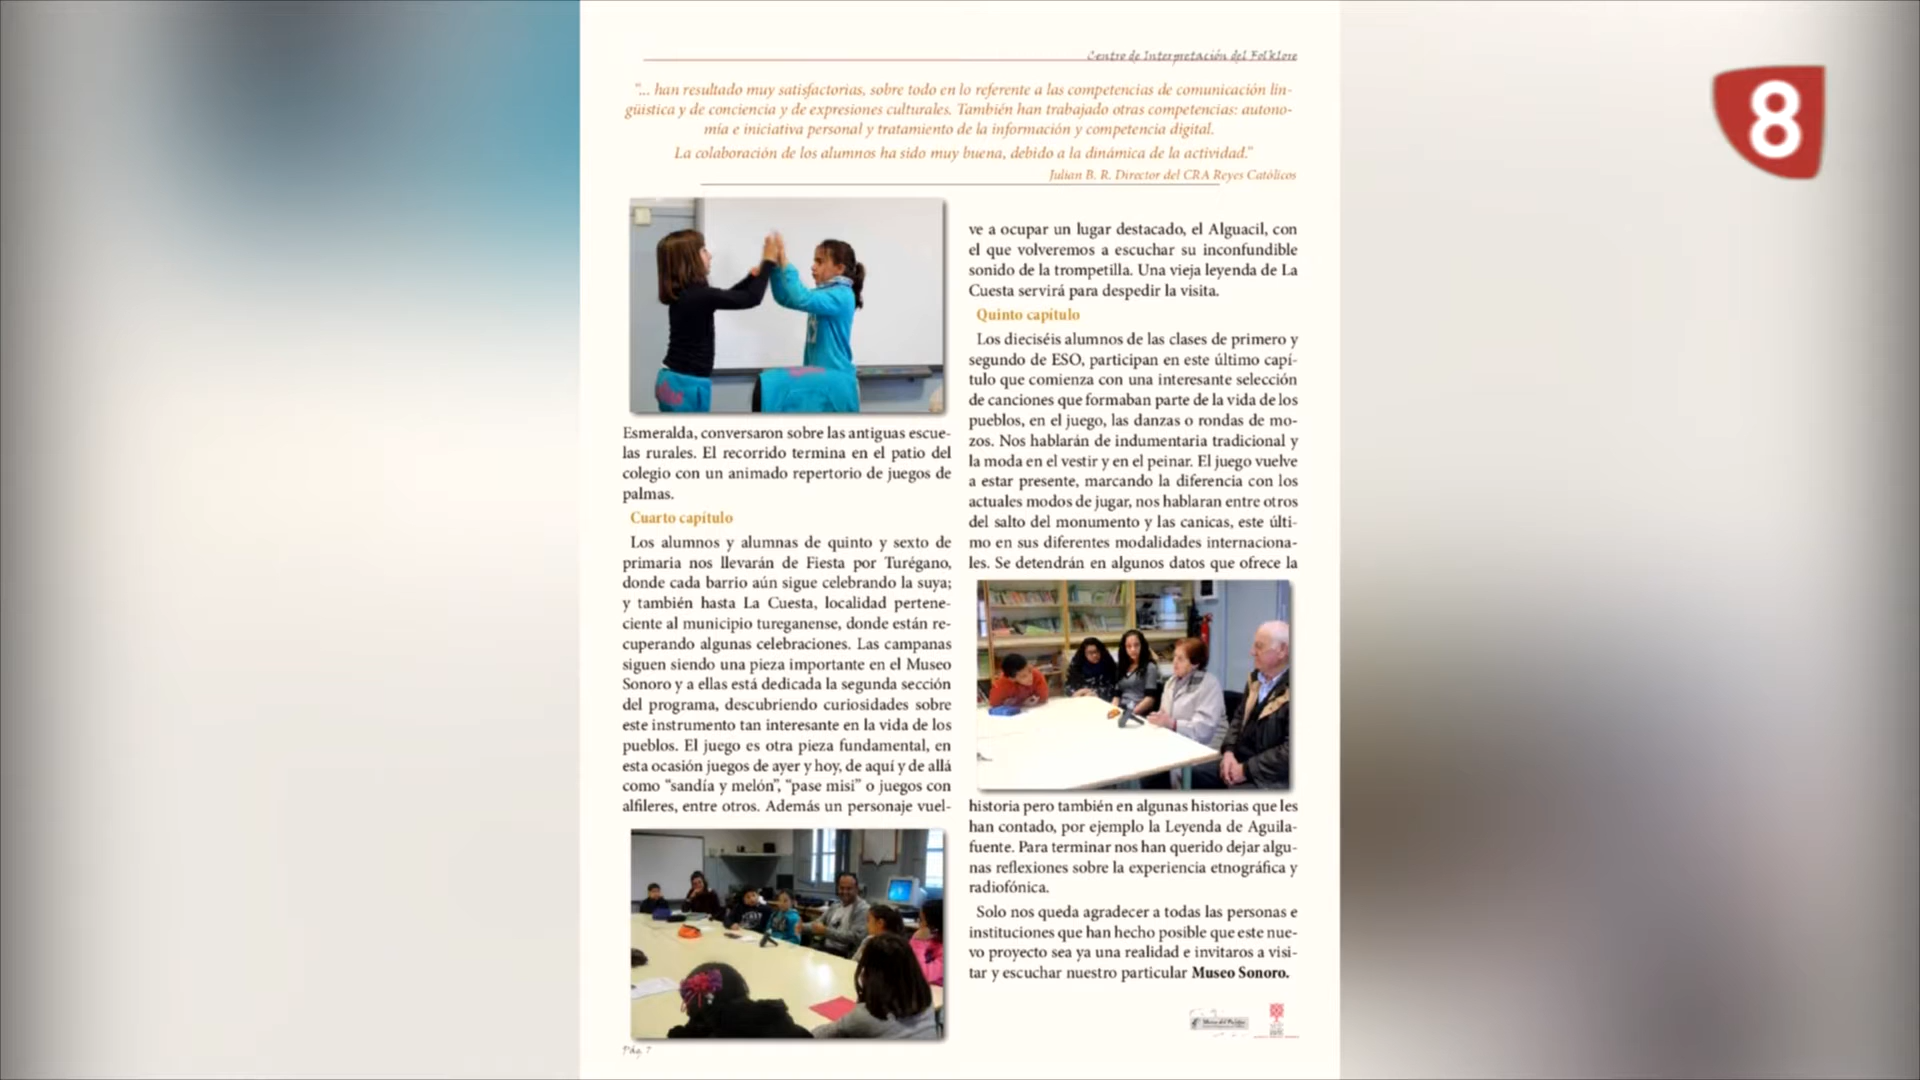 Centro de Interpretación del Folklore
"... han resultado muy satisfactorias, sobre todo en lo referente a las competencias de comunicación lin-
güística y de conciencia y de expresiones culturales. También han trabajado otras competencias: autono-
mía e iniciativa personal y tratamiento de la información y competencia digital.
La colaboración de los alumnos ha sido muy buena, debido a la dinámica de la actividad."
Julian B. R. Director del CRA Reyes Católicos
Esmeralda, conversaron sobre las antiguas escue-
las rurales. El recorrido termina en el patio del
colegio con un animado repertorio de juegos de
palmas.
Cuarto capítulo
Los alumnos y alumnas de quinto y sexto de
primaria nos llevarán de Fiesta por Turégano,
donde cada barrio aún sigue celebrando la suya;
y también hasta La Cuesta, localidad pertene-
ciente al municipio tureganense, donde están re-
cuperando algunas celebraciones. Las campanas
siguen siendo una pieza importante en el Museo
Sonoro y a ellas está dedicada la segunda sección
del programa, descubriendo curiosidades sobre
este instrumento tan interesante en la vida de los
pueblos. El juego es otra pieza fundamental, en
esta ocasión juegos de ayer y hoy, de aquí y de allá
como "sandía y melón", "pase misi" o juegos con
alfileres, entre otros. Además un personaje vuel-
Pág. 7
ve a ocupar un lugar destacado, el Alguacil, con
el que volveremos a escuchar su inconfundible
sonido de la trompetilla. Una vieja leyenda de La
Cuesta servirá para despedir la visita.
Quinto capítulo
Los dieciséis alumnos de las clases de primero y
segundo de ESO, participan en este último capí-
tulo que comienza con una interesante selección
de canciones que formaban parte de la vida de los
pueblos, en el juego, las danzas o rondas de mo-
zos. Nos hablarán de indumentaria tradicional y
la moda en el vestir y en el peinar. El juego vuelve
a estar presente, marcando la diferencia con los
actuales modos de jugar, nos hablaran entre otros
del salto del monumento y las canicas, este últi-
mo en sus diferentes modalidades internaciona-
les. Se detendrán en algunos datos que ofrece la
historia pero también en algunas historias que les
han contado, por ejemplo la Leyenda de Aguila-
fuente. Para terminar nos han querido dejar algu-
nas reflexiones sobre la experiencia etnográfica y
radiofónica.
Solo nos queda agradecer a todas las personas e
instituciones que han hecho posible que este nue-
vo proyecto sea ya una realidad e invitaros a visi-
tar y escuchar nuestro particular Museo Sonoro.
8